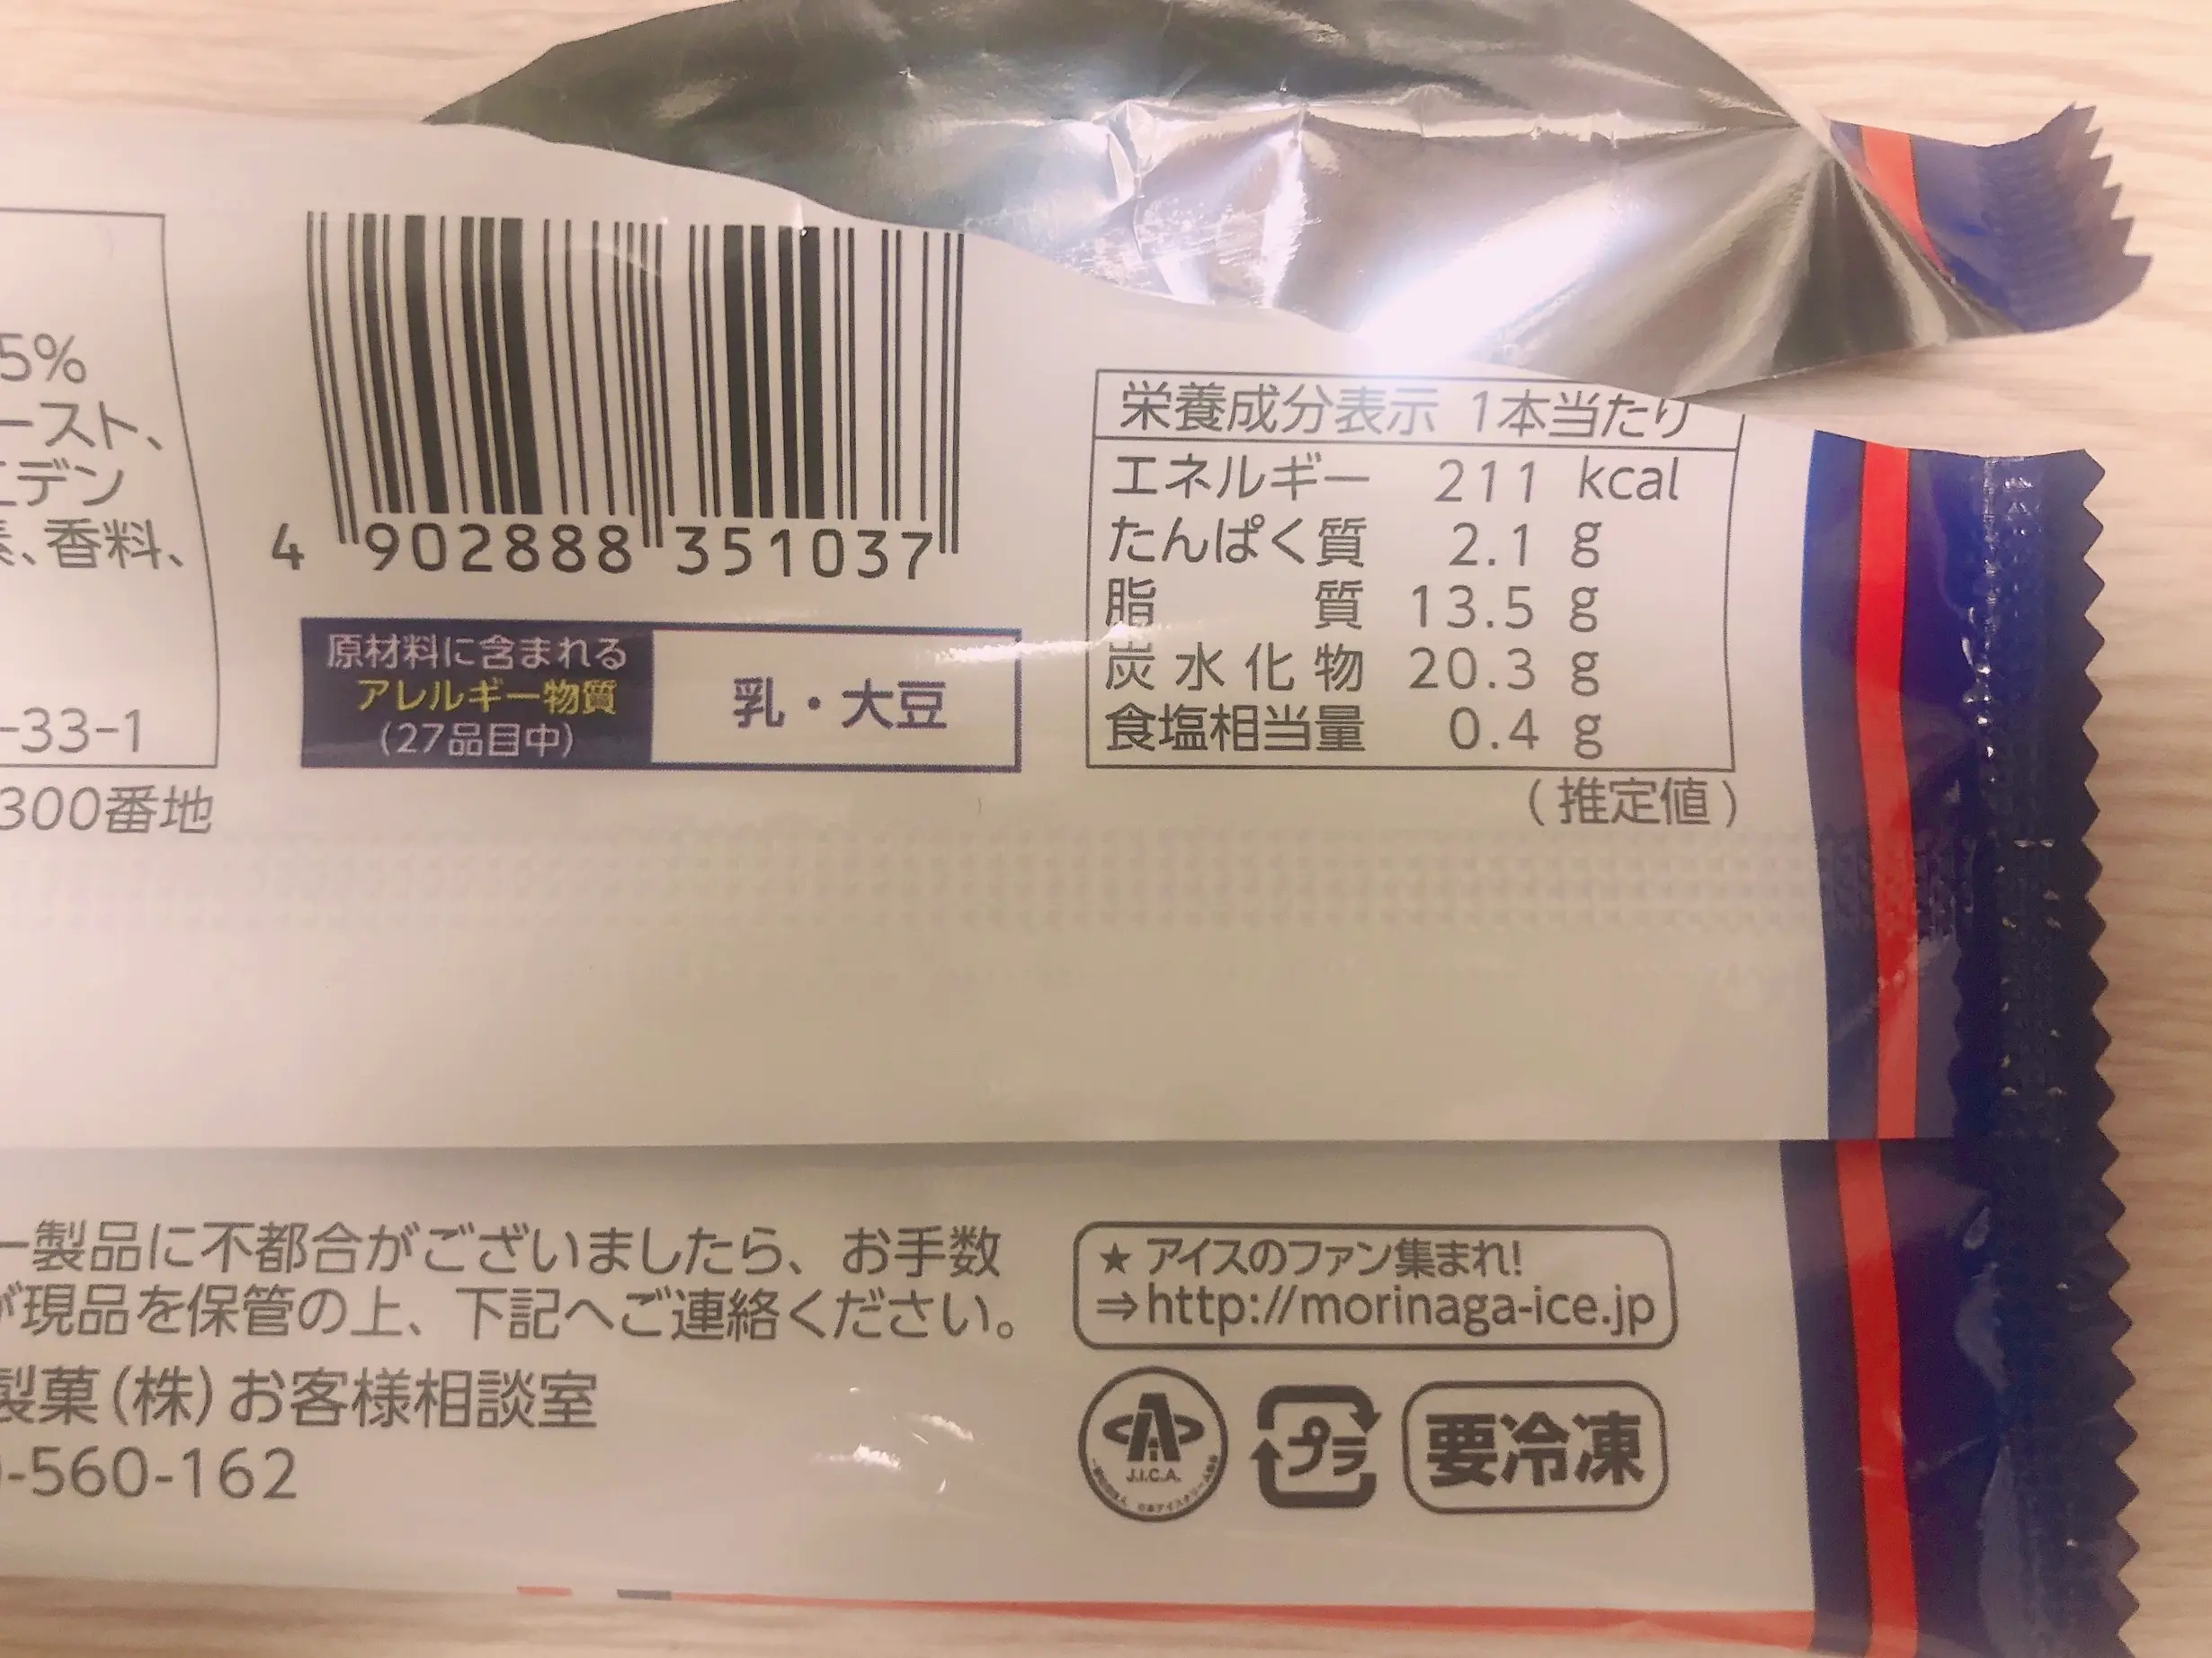 5%
ースト、
デン
、香料、
-33-1
300番地
4 902888 351037
原材料に含まれる
アレルギー物質
(27品目中)
乳・大豆
栄養成分表示 1本当たり
エネルギー 211 kcal
たんぱく質 2.1 g
脂質 13.5 g
炭水化物 20.3 g
食塩相当量 0.4 g
(推定値)
一製品に不都合がございましたら、お手数
が現品を保管の上、下記へご連絡ください。
製菓(株)お客様相談室
-560-162
★アイスのファン集まれ!
⇒http://morinaga-ice.jp
J.I.C.A.
プラ
要冷凍